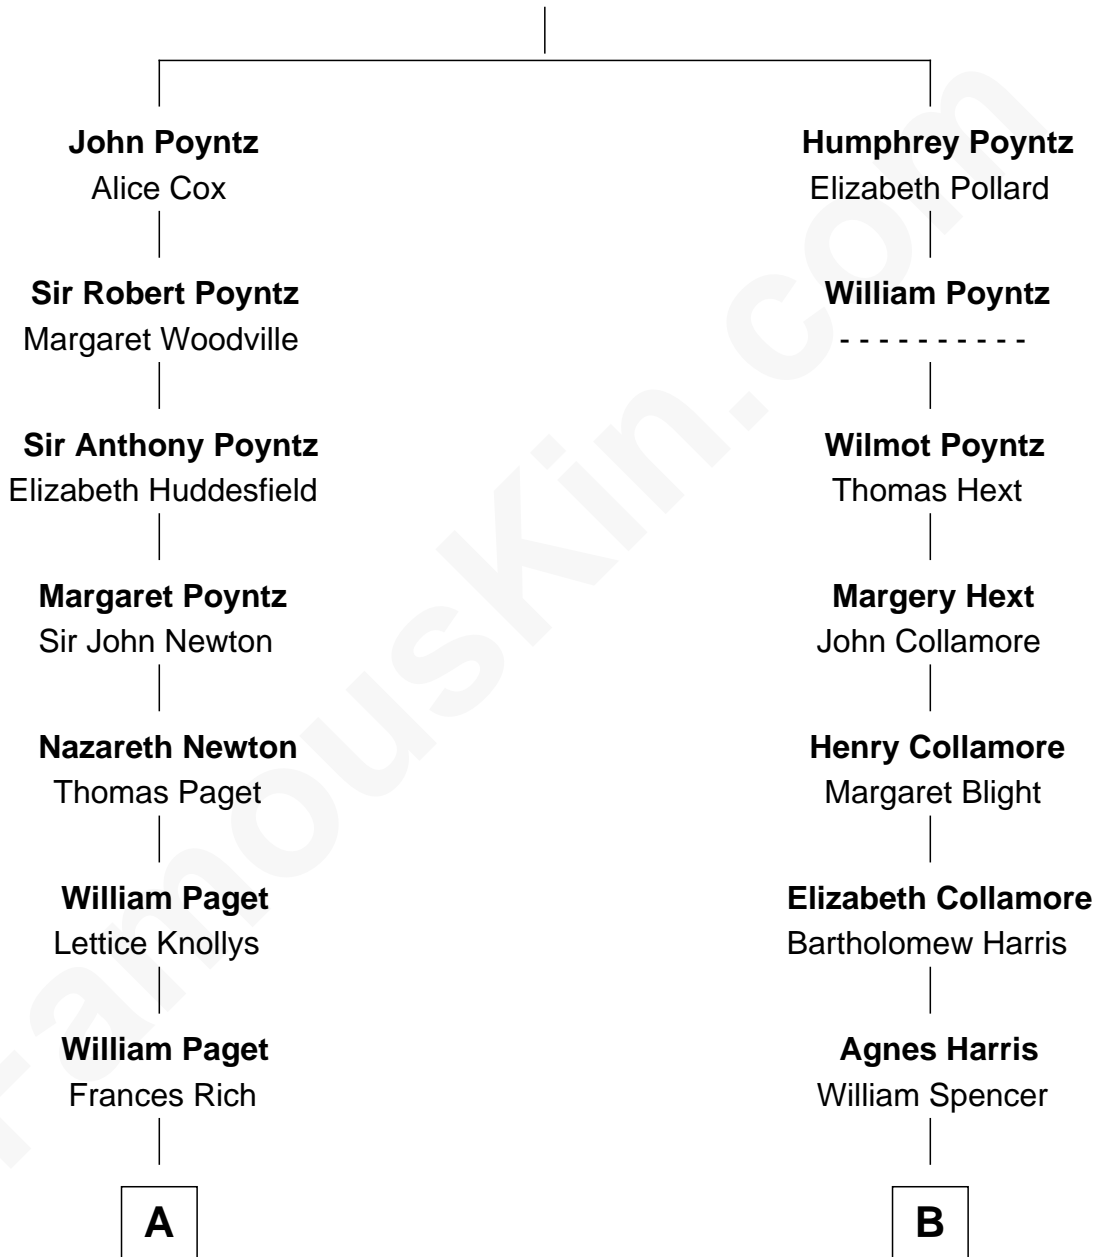 John Poyntz
Alice Cox
Sir Robert Poyntz
Margaret Woodville
Sir Anthony Poyntz
Elizabeth Huddesfield
Margaret Poyntz
Sir John Newton
Nazareth Newton
Thomas Paget
William Paget
Lettice Knollys
William Paget
Frances Rich
A
Humphrey Poyntz
Elizabeth Pollard
William Poyntz
- - - - - - - - - -
Wilmot Poyntz
Thomas Hext
Margery Hext
John Collamore
Henry Collamore
Margaret Blight
Elizabeth Collamore
Bartholomew Harris
Agnes Harris
William Spencer
B
FamousKin.com